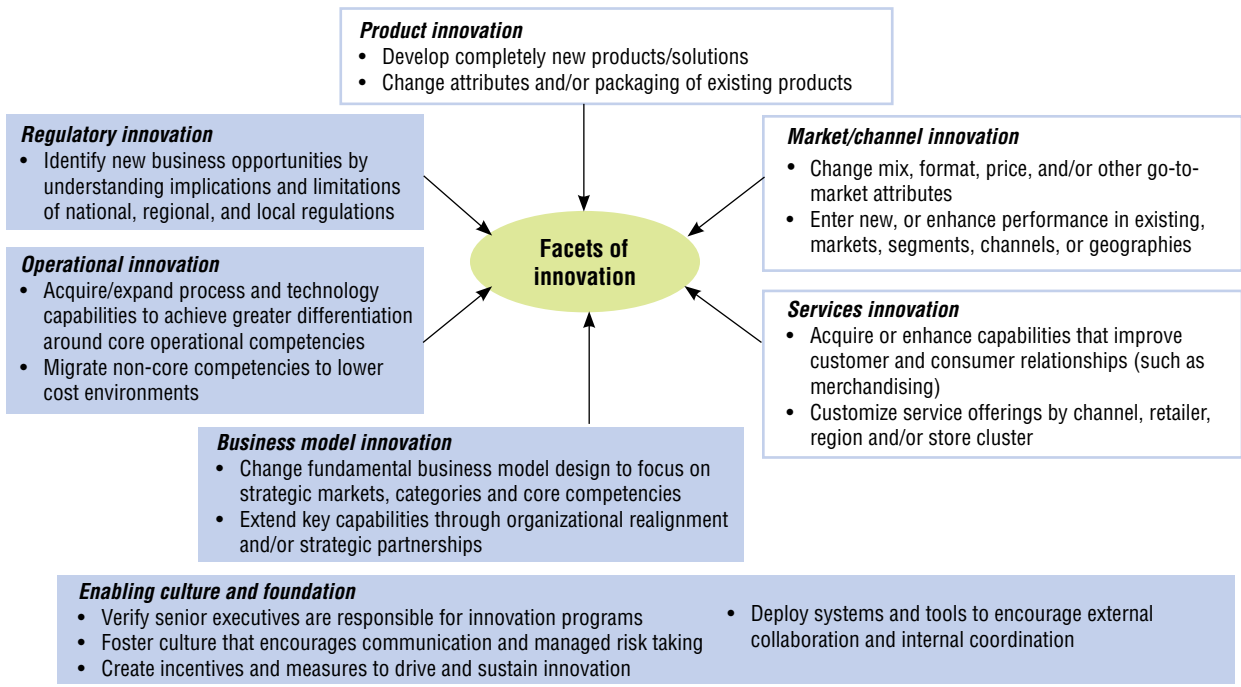 Product innovation
• Develop completely new products/solutions
• Change attributes and/or packaging of existing products
Regulatory innovation
• Identify new business opportunities by
understanding implications and limitations
of national, regional, and local regulations
Market/channel innovation
• Change mix, format, price, and/or other go-to-
market attributes
• Enter new, or enhance performance in existing,
markets, segments, channels, or geographies
Facets of
innovation
Operational innovation
• Acquire/expand process and technology
capabilities to achieve greater differentiation
around core operational competencies
• Migrate non-core competencies to lower
cost environments
Services innovation
• Acquire or enhance capabilities that improve
customer and consumer relationships (such as
merchandising)
• Customize service offerings by channel, retailer,
region and/or store cluster
Business model innovation
• Change fundamental business model design to focus on
strategic markets, categories and core competencies
• Extend key capabilities through organizational realignment
and/or strategic partnerships
Enabling culture and foundation
• Verify senior executives are responsible for innovation programs
• Foster culture that encourages communication and managed risk taking
• Create incentives and measures to drive and sustain innovation
• Deploy systems and tools to encourage external
collaboration and internal coordination